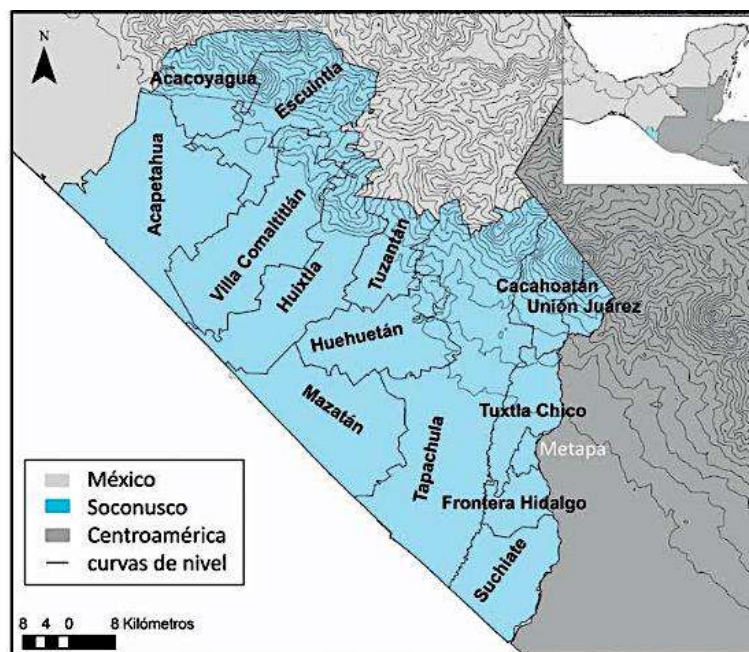 N
Acacoyagua
Escuintla
Acapetahua
Villa Comaltitlán
Huixtla
Tuzantán
Cacahoatán
Unión Juárez
Huehuetán
Mazatán
Tapachula
Tuxtla Chico
Metapa
Frontera Hidalgo
Suchiate
México
Soconusco
Centroamérica
curvas de nivel
8 4 0 8 Kilómetros